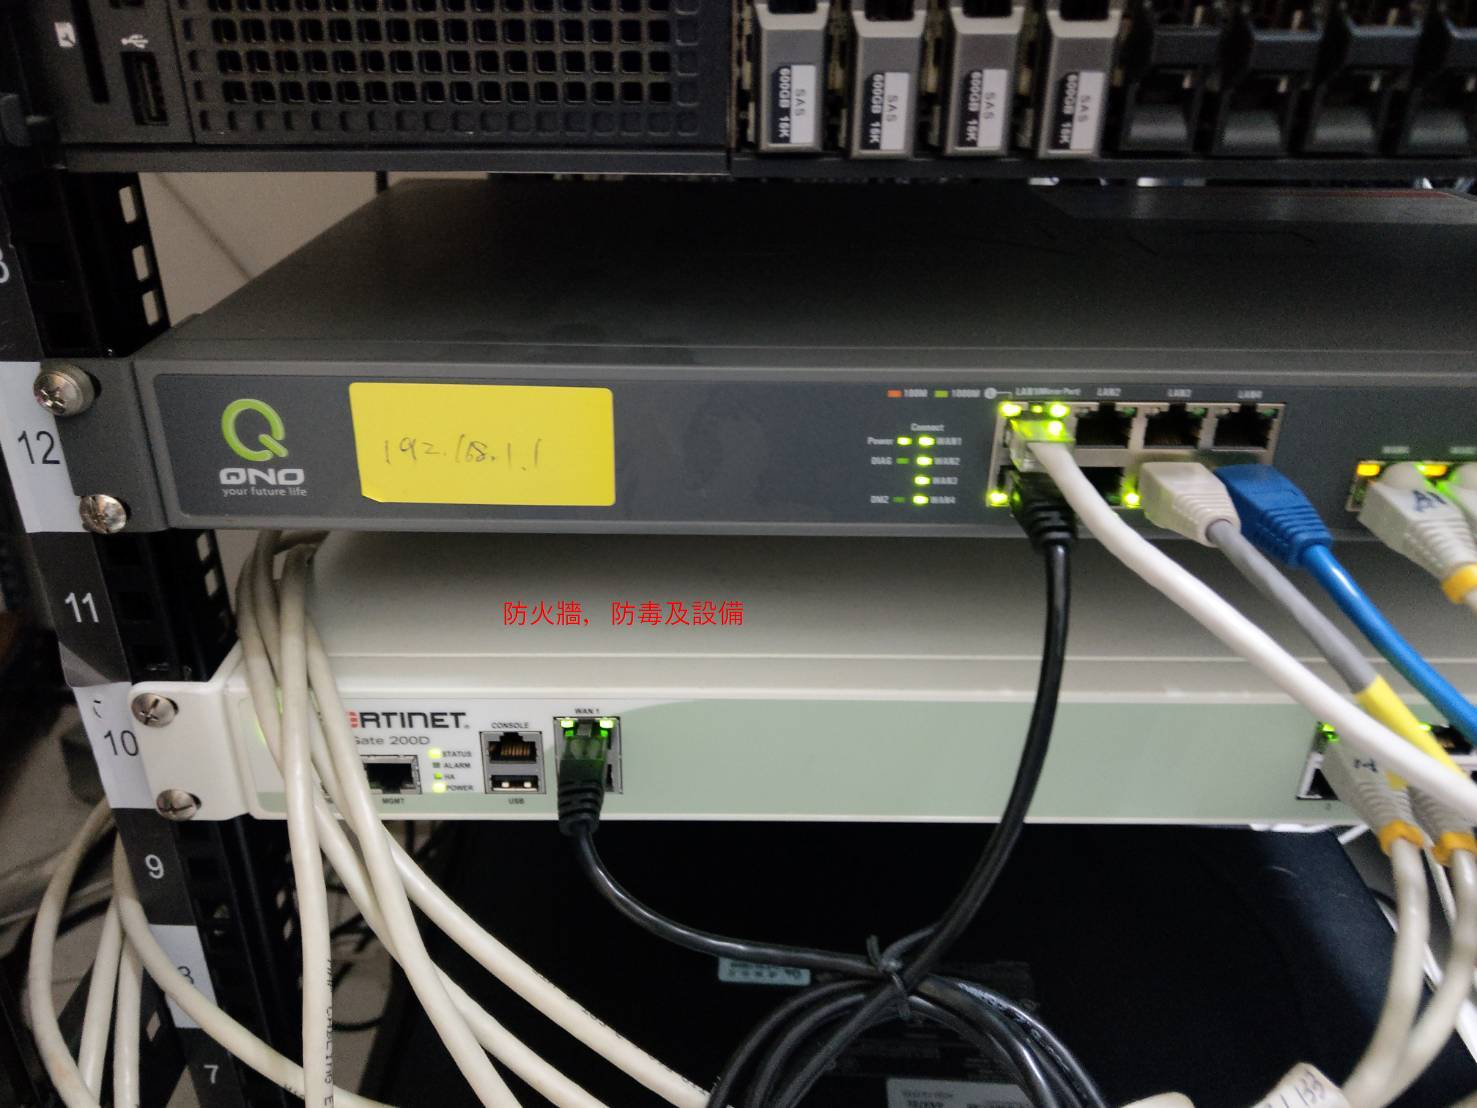 SAS
600GB 15K
SAS
600GB 15K
SAS
600GB 15K
SAS
600GB 15K
12
QNO
your future life
192.168.1.1
100M
1000M
LAN1(Mirror Port)
LAN2
LAN3
LAN4
Connect
Power
WAN1
DIAG
WAN2
WAN3
DMZ
WAN4
11
防火牆，防毒及設備
10
RTINET
Gate 200D
STATUS
ALARM
HA
POWER
MGMT
CONSOLE
USB
WAN 1
9
7